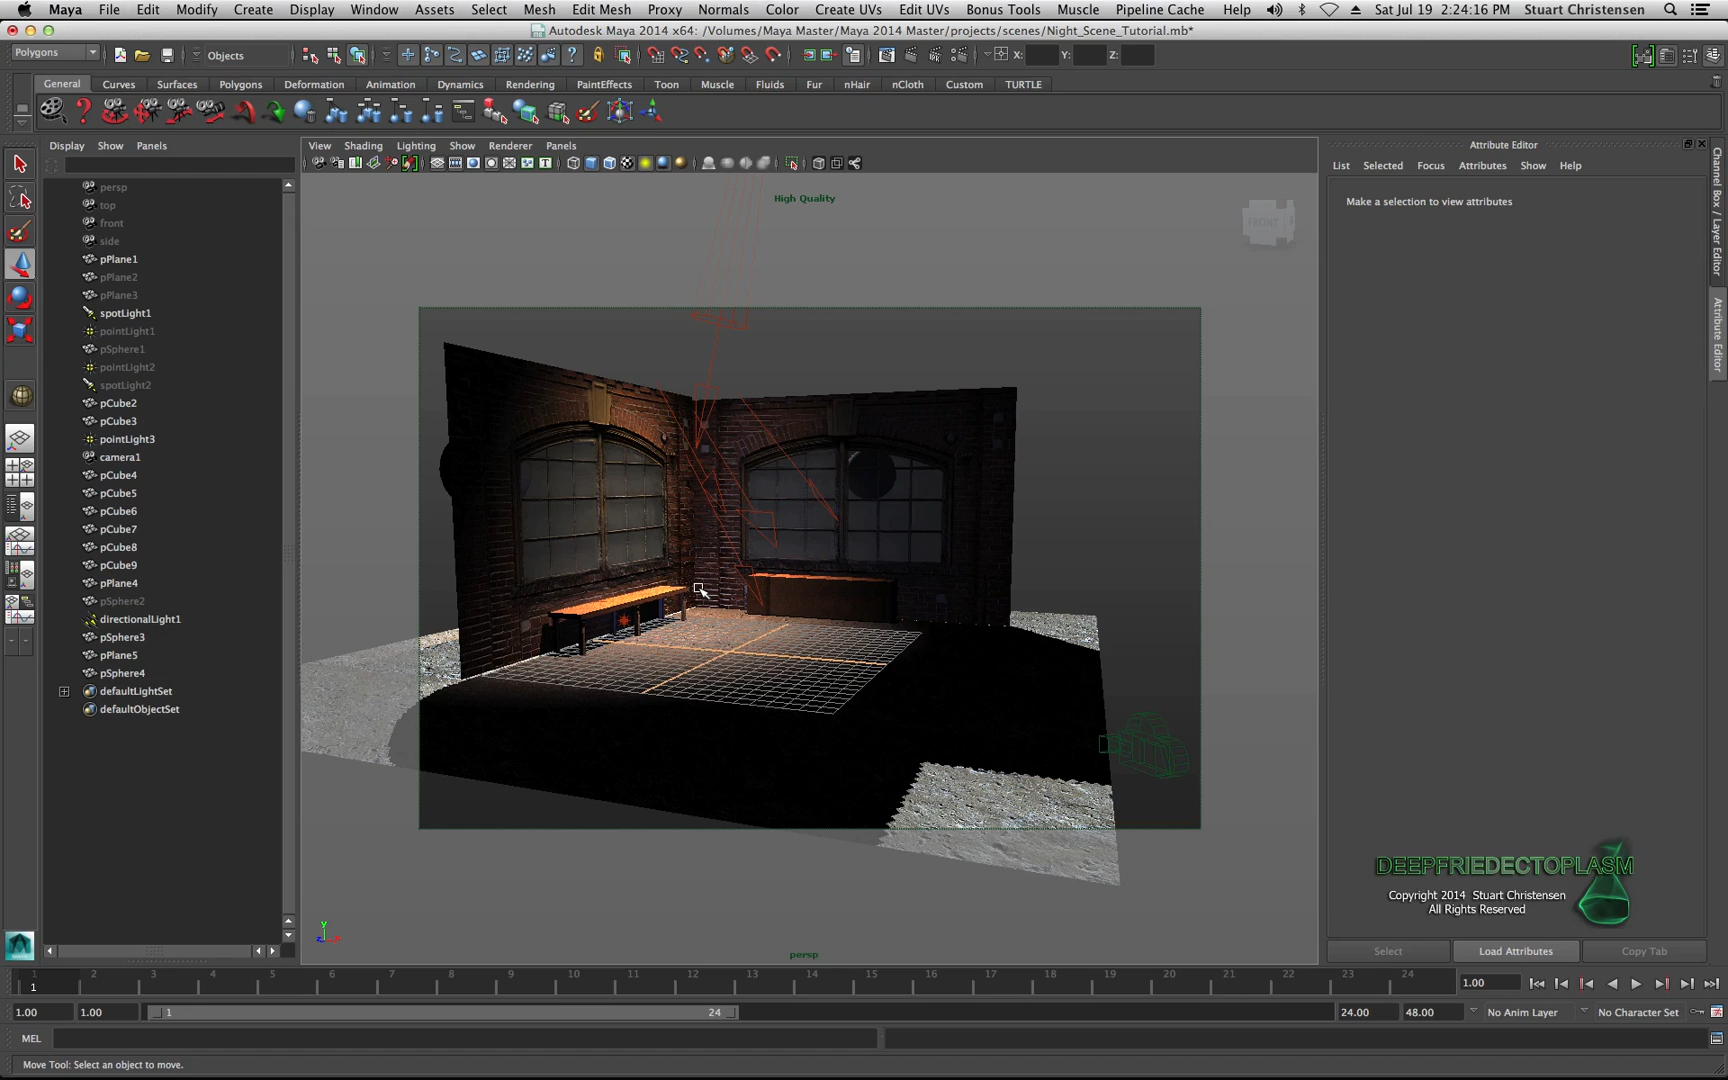 Maya File Edit Modify Create Display Window Assets Select Mesh Edit Mesh Proxy Normals Color Create UVs Edit UVs Bonus Tools Muscle Pipeline Cache Help Sat Jul 19 2:24:16 PM Stuart Christensen
Autodesk Maya 2014 x64: /Volumes/Maya Master/Maya 2014 Master/projects/scenes/Night_Scene_Tutorial.mb*
Polygons Objects X: Y: Z:
General Curves Surfaces Polygons Deformation Animation Dynamics Rendering PaintEffects Toon Muscle Fluids Fur nHair nCloth Custom TURTLE
Display Show Panels
View Shading Lighting Show Renderer Panels
Attribute Editor
List Selected Focus Attributes Show Help
Make a selection to view attributes
Channel Box / Layer Editor
Attribute Editor
persp
top
front
side
pPlane1
pPlane2
pPlane3
spotLight1
pointLight1
pSphere1
pointLight2
spotLight2
pCube2
pCube3
pointLight3
camera1
pCube4
pCube5
pCube6
pCube7
pCube8
pCube9
pPlane4
pSphere2
directionalLight1
pSphere3
pPlane5
pSphere4
defaultLightSet
defaultObjectSet
High Quality
FRONT
persp
DEEPFRIEDECTOPLASM
Copyright 2014 Stuart Christensen
All Rights Reserved
Select Load Attributes Copy Tab
1 2 3 4 5 6 7 8 9 10 11 12 13 14 15 16 17 18 19 20 21 22 23 24
1 1.00
1.00 1.00 1 24 24.00 48.00 No Anim Layer No Character Set
MEL
Move Tool: Select an object to move.